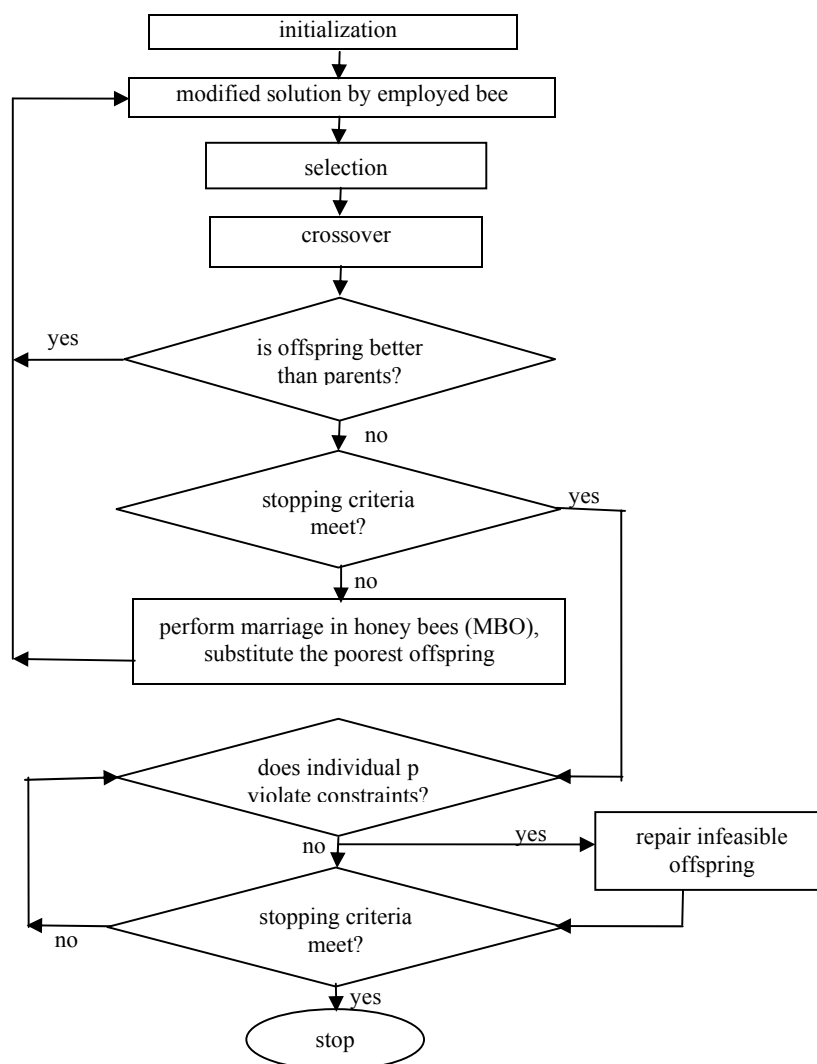 initialization
modified solution by employed bee
selection
crossover
is offspring better
than parents?
yes
no
stopping criteria
meet?
yes
no
perform marriage in honey bees (MBO),
substitute the poorest offspring
does individual p
violate constraints?
yes
no
repair infeasible
offspring
stopping criteria
meet?
no
yes
stop